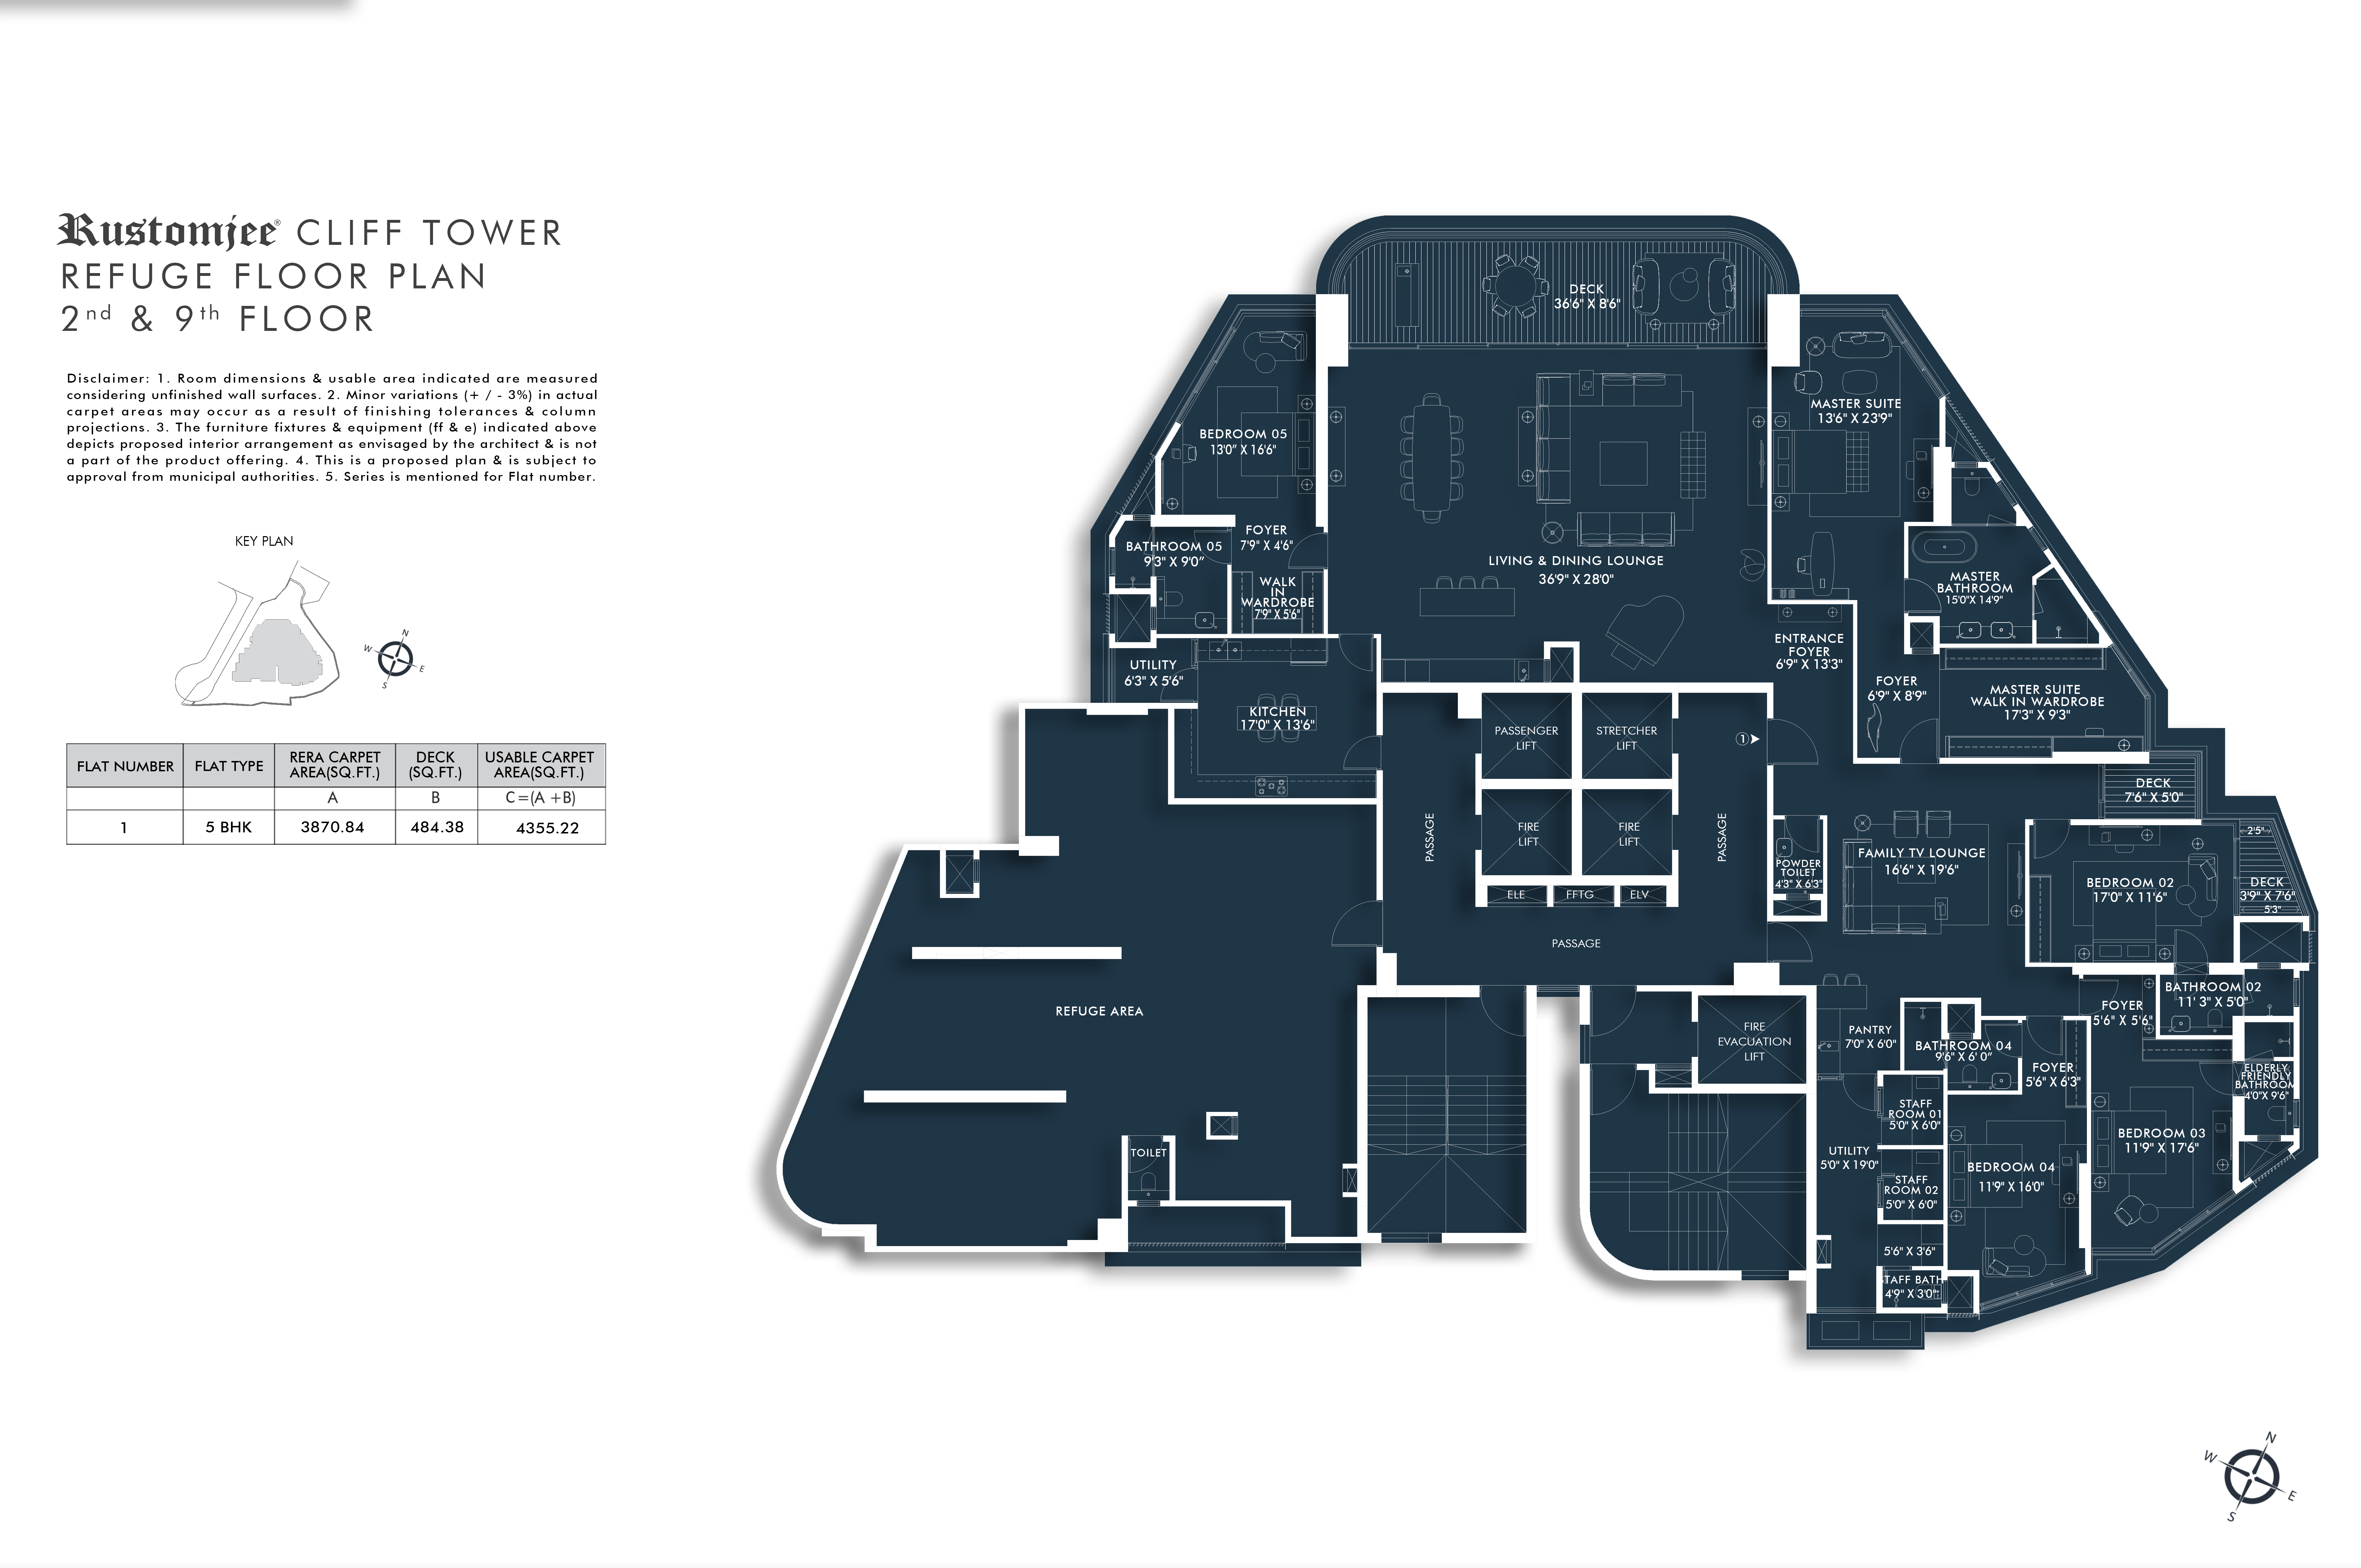 Rustomjee® CLIFF TOWER
REFUGE FLOOR PLAN
2nd & 9th FLOOR
Disclaimer: 1. Room dimensions & usable area indicated are measured
considering unfinished wall surfaces. 2. Minor variations (+ / - 3%) in actual
carpet areas may occur as a result of finishing tolerances & column
projections. 3. The furniture fixtures & equipment (ff & e) indicated above
depicts proposed interior arrangement as envisaged by the architect & is not
a part of the product offering. 4. This is a proposed plan & is subject to
approval from municipal authorities. 5. Series is mentioned for Flat number.
KEY PLAN
N
W
E
S
FLAT NUMBER FLAT TYPE RERA CARPET AREA(SQ.FT.) DECK (SQ.FT.) USABLE CARPET AREA(SQ.FT.)
A B C=(A +B)
1 5 BHK 3870.84 484.38 4355.22
DECK
36'6" X 8'6"
MASTER SUITE
13'6" X 23'9"
BEDROOM 05
13'0" X 16'6"
FOYER
7'9" X 4'6"
BATHROOM 05
9'3" X 9'0"
WALK
IN
WARDROBE
7'9" X 5'6"
LIVING & DINING LOUNGE
36'9" X 28'0"
MASTER
BATHROOM
15'0"X 14'9"
ENTRANCE
FOYER
6'9" X 13'3"
UTILITY
6'3" X 5'6"
FOYER
6'9" X 8'9"
MASTER SUITE
WALK IN WARDROBE
17'3" X 9'3"
KITCHEN
17'0" X 13'6"
PASSENGER
LIFT
STRETCHER
LIFT
1
DECK
7'6" X 5'0"
PASSAGE
FIRE
LIFT
FIRE
LIFT
PASSAGE
2'5"
POWDER
TOILET
4'3" X 6'3"
FAMILY TV LOUNGE
16'6" X 19'6"
BEDROOM 02
17'0" X 11'6"
DECK
3'9" X 7'6"
5'3"
ELE
FFTG
ELV
PASSAGE
REFUGE AREA
BATHROOM 02
11' 3" X 5'0"
FOYER
5'6" X 5'6"
FIRE
EVACUATION
LIFT
PANTRY
7'0" X 6'0"
BATHROOM 04
9'6" X 6' 0"
FOYER
5'6" X 6'3"
ELDERLY
FRIENDLY
BATHROOM
4'0"X 9'6"
STAFF
ROOM 01
5'0" X 6'0"
BEDROOM 03
11'9" X 17'6"
TOILET
UTILITY
5'0" X 19'0"
BEDROOM 04
11'9" X 16'0"
STAFF
ROOM 02
5'0" X 6'0"
5'6" X 3'6"
STAFF BATH
4'9" X 3'0"
N
W
E
S